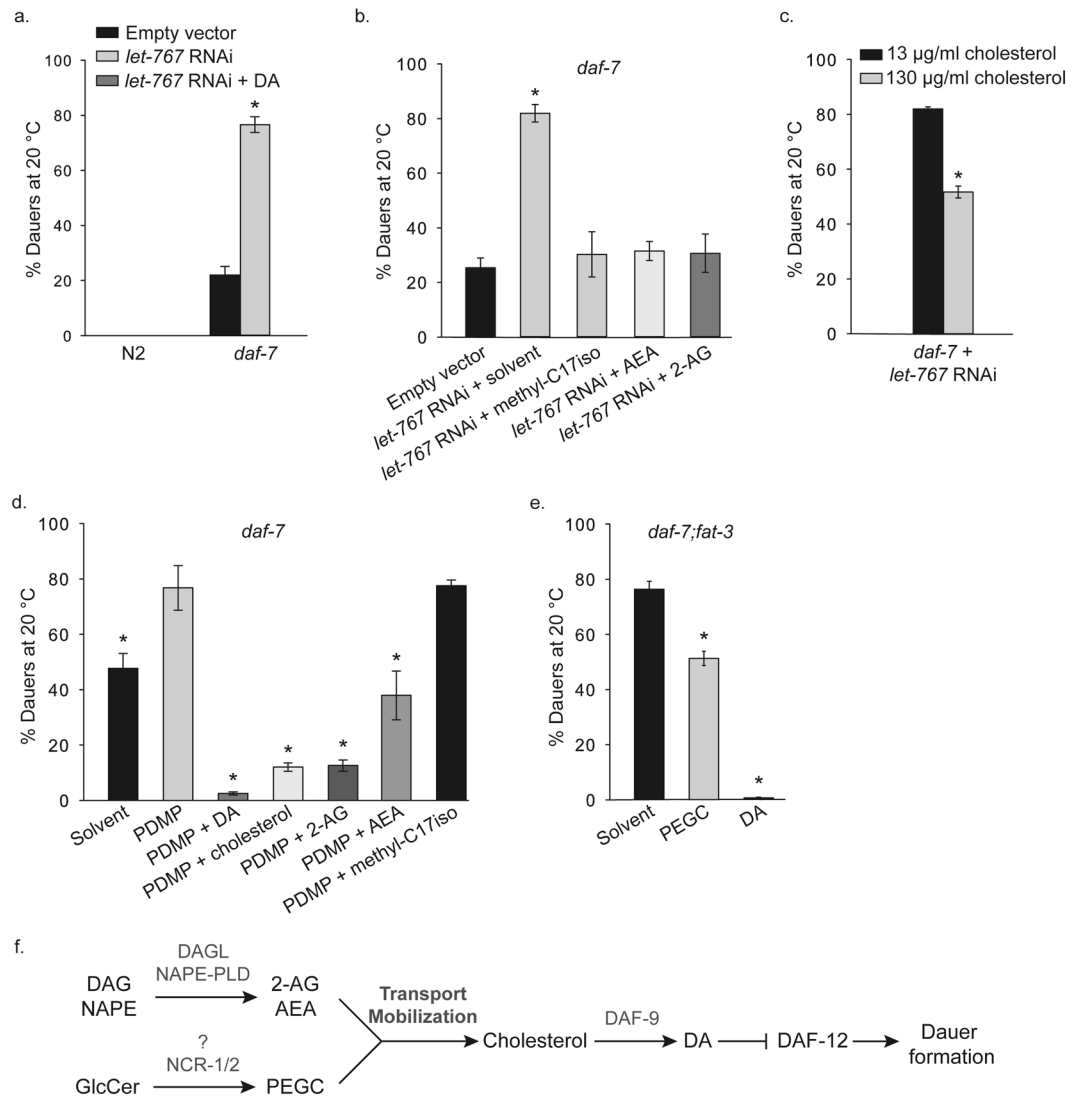 a.
Empty vector
let-767 RNAi
let-767 RNAi + DA
% Dauers at 20 °C
100
80
60
40
20
0
*
N2
daf-7
b.
daf-7
% Dauers at 20 °C
100
80
60
40
20
0
*
Empty vector
let-767 RNAi + solvent
let-767 RNAi + methyl-C17iso
let-767 RNAi + AEA
let-767 RNAi + 2-AG
c.
13 µg/ml cholesterol
130 µg/ml cholesterol
% Dauers at 20 °C
100
80
60
40
20
0
*
daf-7 +
let-767 RNAi
d.
daf-7
% Dauers at 20 °C
100
80
60
40
20
0
*
*
*
*
*
Solvent
PDMP
PDMP + DA
PDMP + cholesterol
PDMP + 2-AG
PDMP + AEA
PDMP + methyl-C17iso
e.
daf-7;fat-3
% Dauers at 20 °C
100
80
60
40
20
0
*
*
Solvent
PEGC
DA
f.
DAG
NAPE
DAGL
NAPE-PLD
2-AG
AEA
GlcCer
?
NCR-1/2
PEGC
Transport
Mobilization
Cholesterol
DAF-9
DA
DAF-12
Dauer
formation